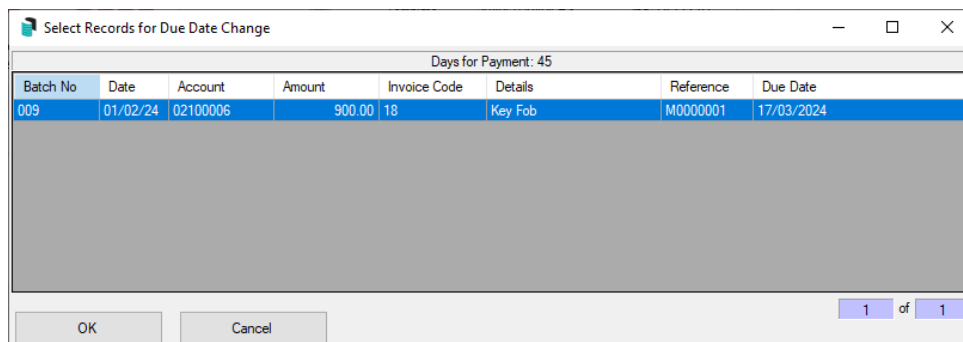 Select Records for Due Date Change
Days for Payment: 45
Batch No Date Account Amount Invoice Code Details Reference Due Date
009 01/02/24 02100006 900.00 18 Key Fob M0000001 17/03/2024
1 of 1
OK Cancel